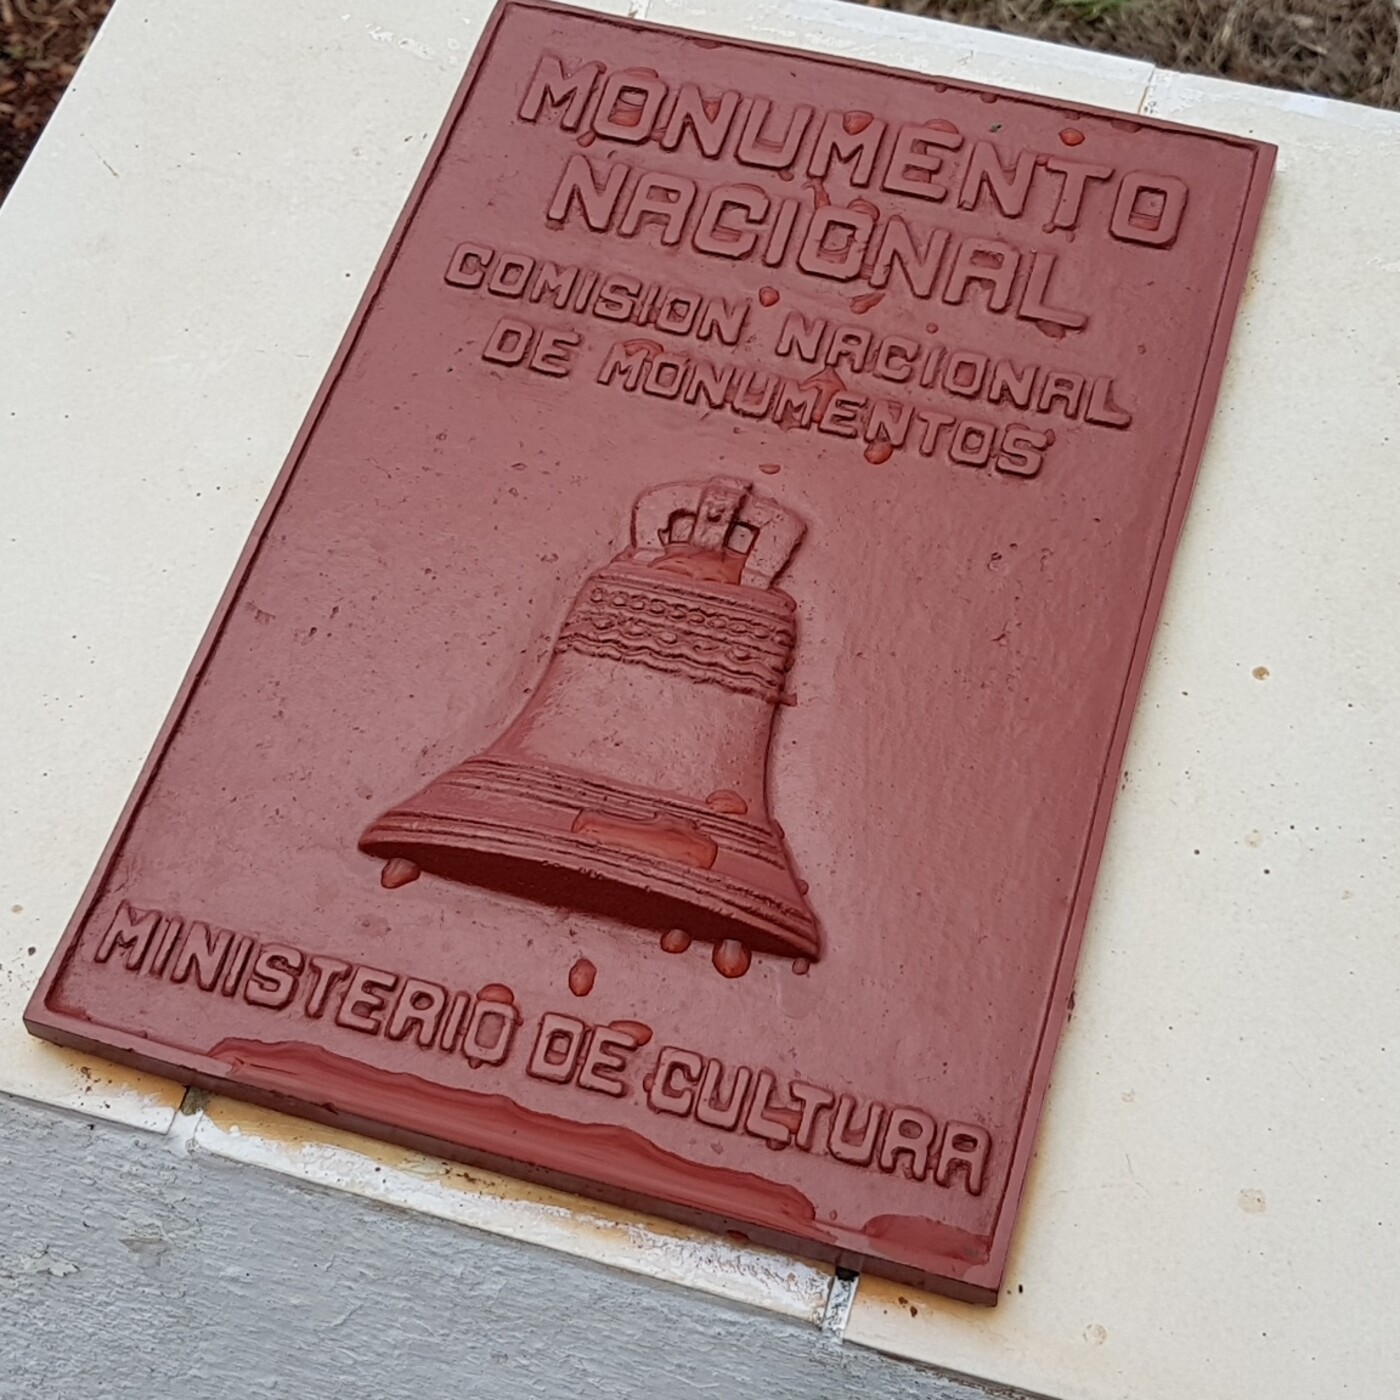 MONUMENTO
NACIONAL
COMISION NACIONAL
DE MONUMENTOS
MINISTERIO DE CULTURA